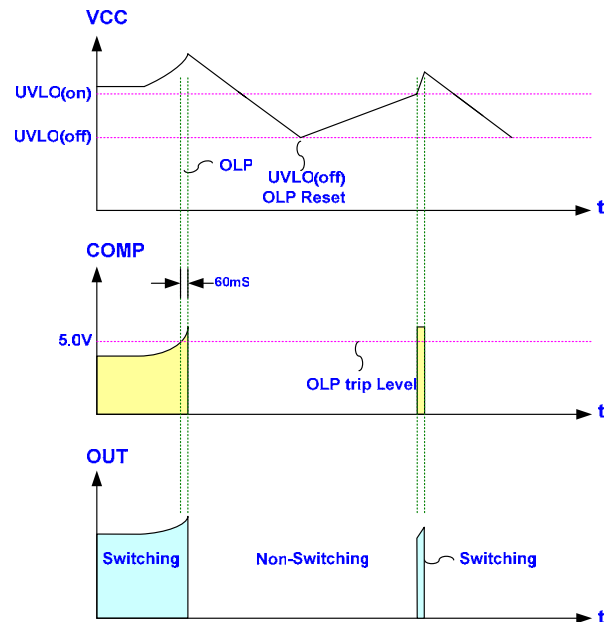 VCC
UVLO(on)
UVLO(off)
OLP
UVLO(off)
OLP Reset
t
COMP
60mS
5.0V
OLP trip Level
t
OUT
Switching
Non-Switching
Switching
t